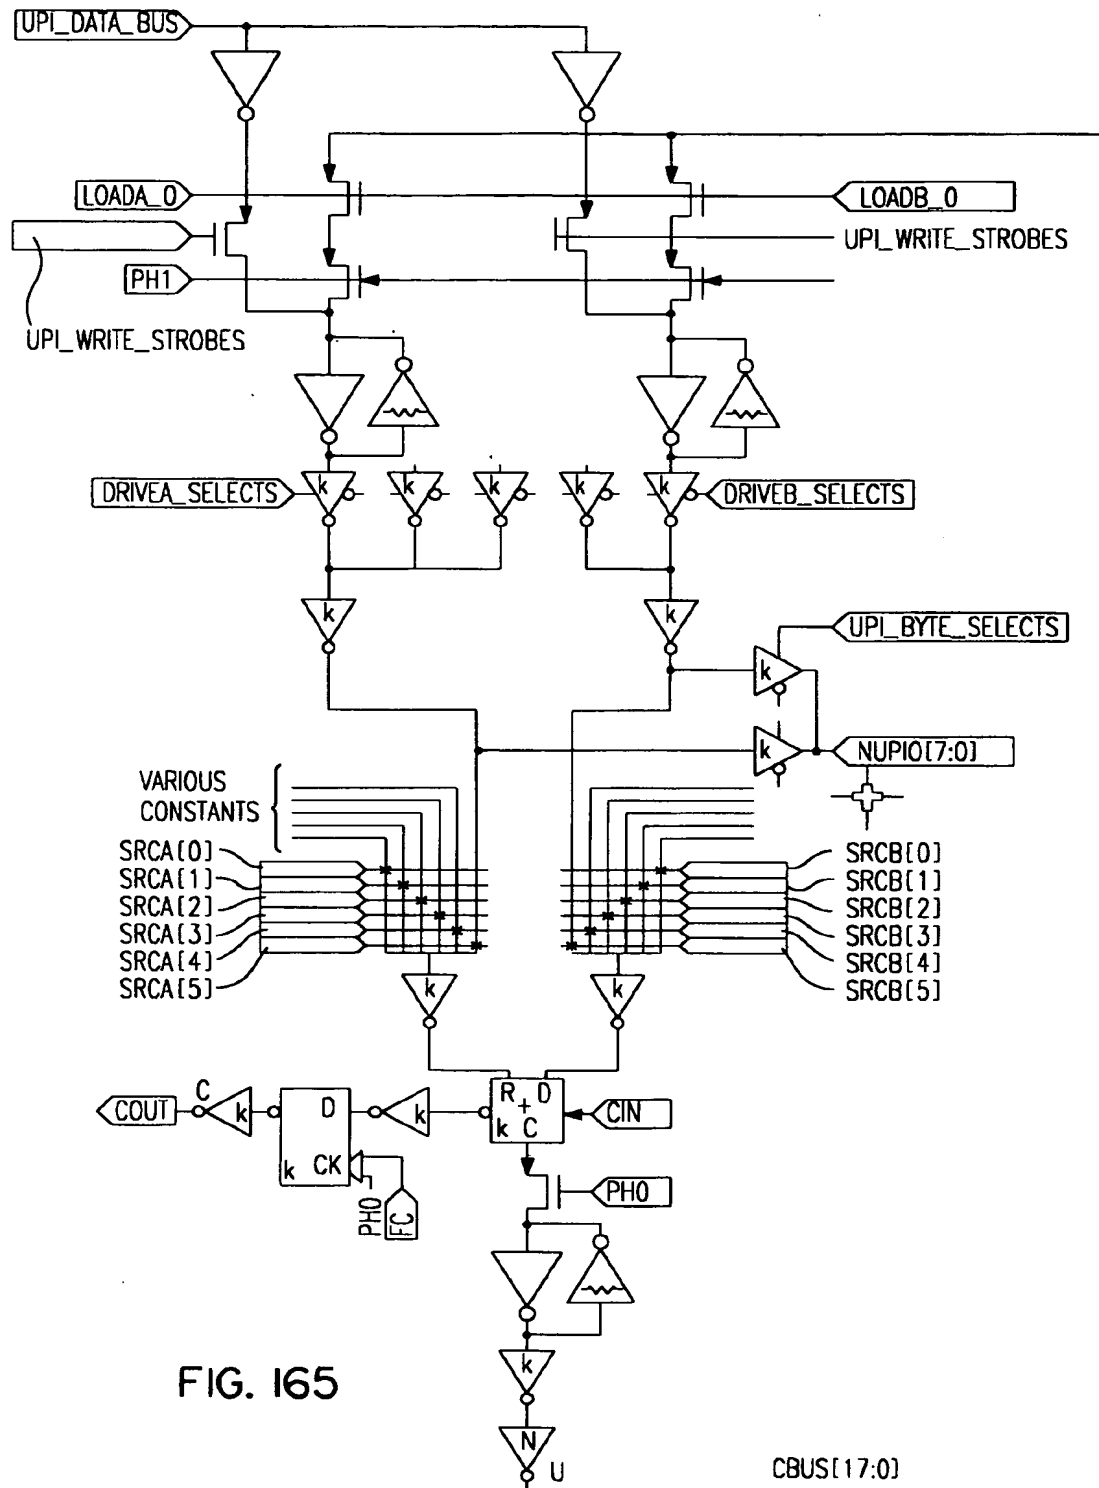 UPI_DATA_BUS
LOADA_0
LOADB_0
UPI_WRITE_STROBES
PH1
UPI_WRITE_STROBES
k k k k k
DRIVEA_SELECTS
DRIVEB_SELECTS
k k
UPI_BYTE_SELECTS
k
k
NUPIO[7:0]
VARIOUS
CONSTANTS
SRCA[0]
SRCA[1]
SRCA[2]
SRCA[3]
SRCA[4]
SRCA[5]
SRCB[0]
SRCB[1]
SRCB[2]
SRCB[3]
SRCB[4]
SRCB[5]
k k
COUT
C
k
D
k CK
PH0
FC
k
R D
+
k C
CIN
PH0
k
N
U
FIG. 165
CBUS[17:0]